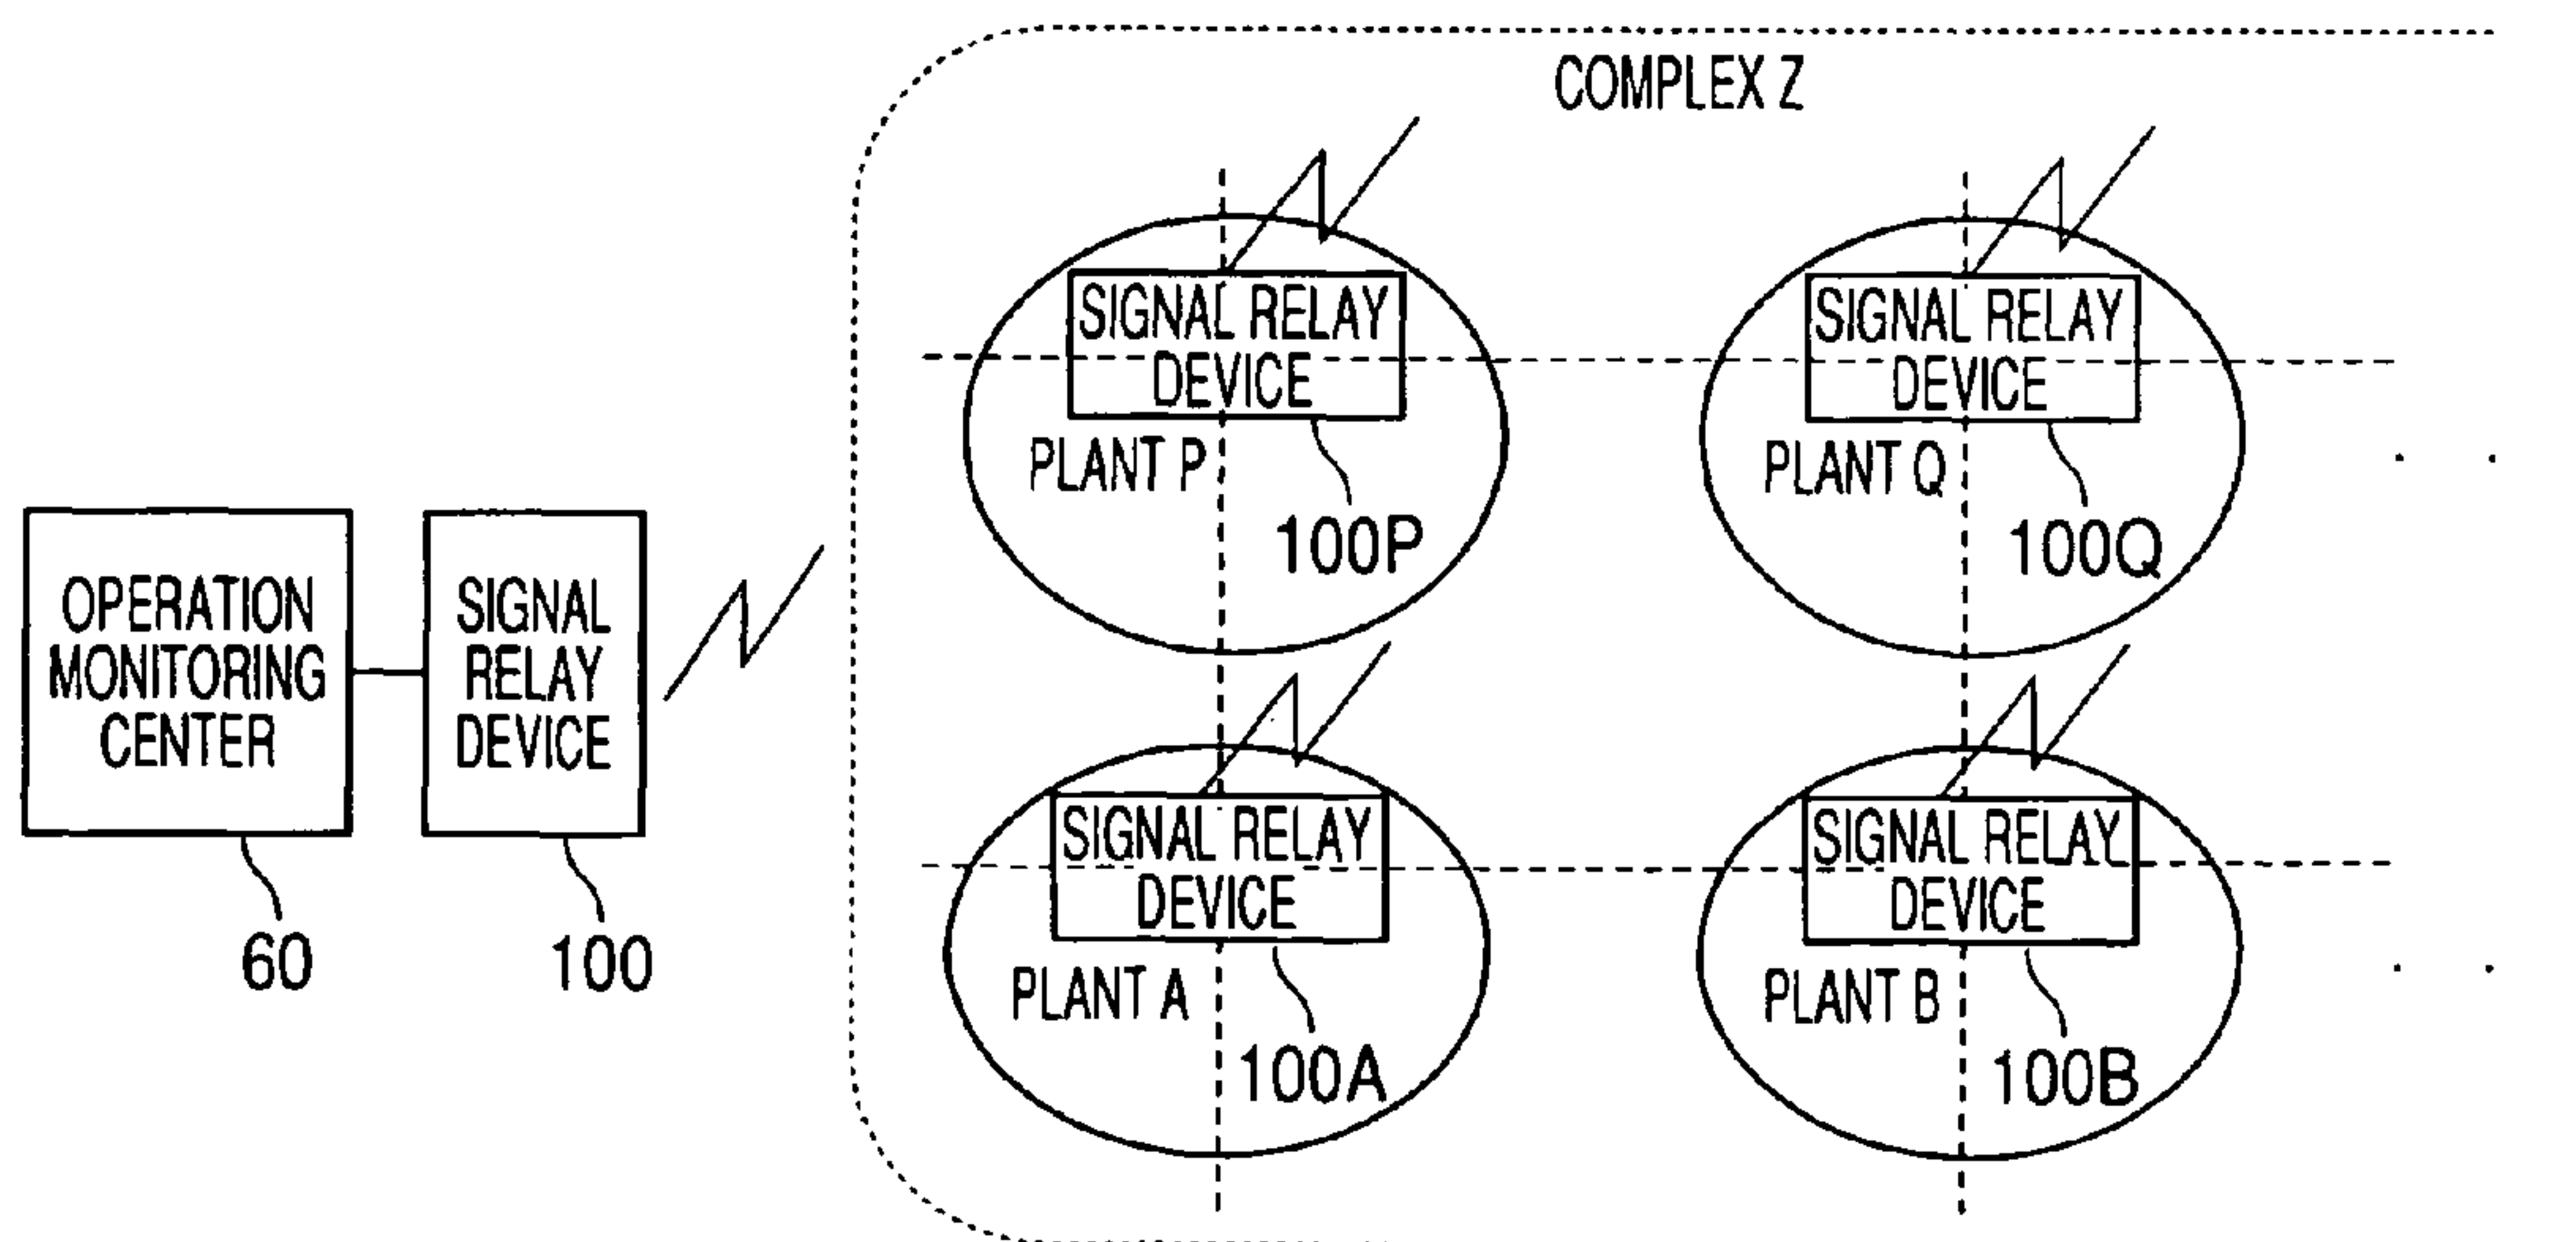 COMPLEX Z
SIGNAL RELAY
DEVICE
PLANT P
100P
SIGNAL RELAY
DEVICE
PLANT Q
100Q
OPERATION
MONITORING
CENTER
60
SIGNAL
RELAY
DEVICE
100
SIGNAL RELAY
DEVICE
PLANT A
100A
SIGNAL RELAY
DEVICE
PLANT B
100B